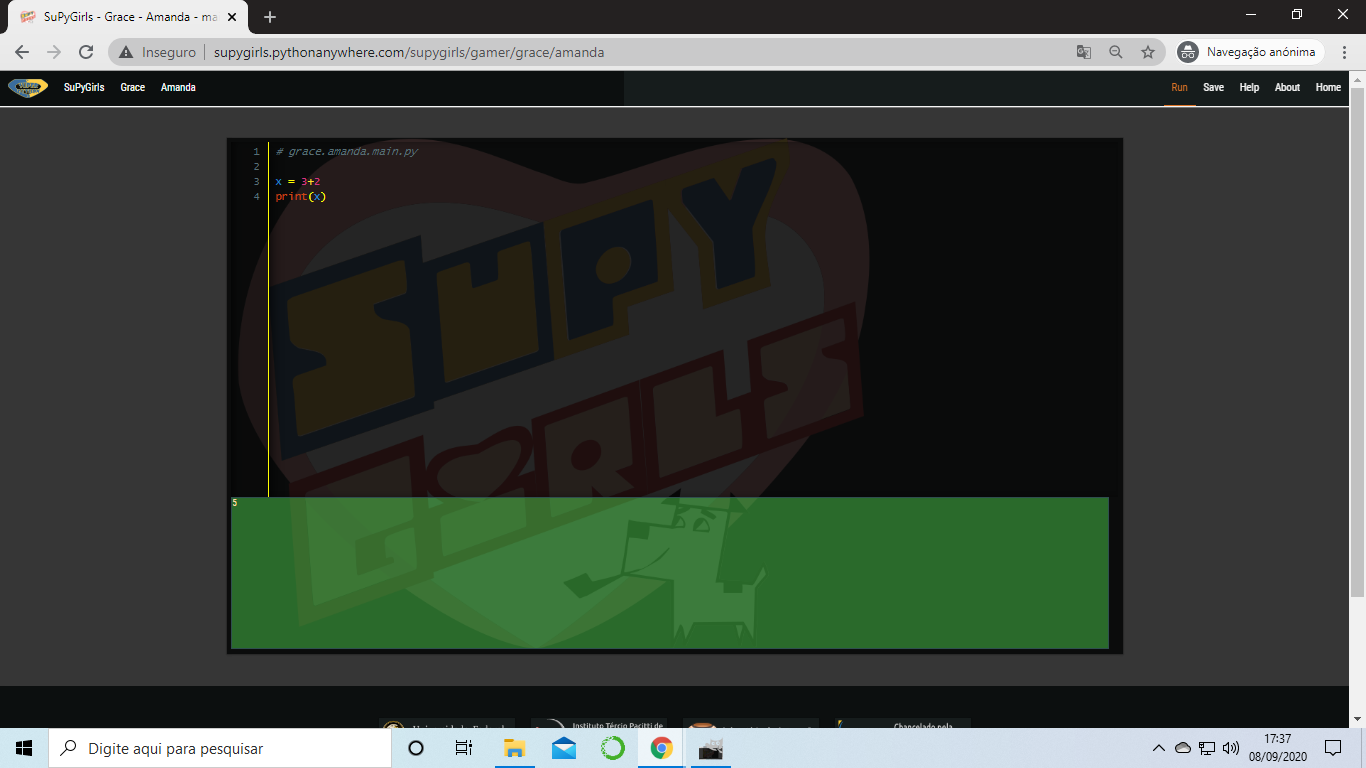 SuPyGirls - Grace - Amanda - ma
Inseguro
supygirls.pythonanywhere.com/supygirls/gamer/grace/amanda
Navegação anónima
SuPyGirls Grace Amanda
Run Save Help About Home
1 # grace.amanda.main.py
2
3 x = 3+2
4 print(x)
SUPY
GIRLS
5
Instituto Tércio Pacitti de
Chancelado pela
Digite aqui para pesquisar
17:37
08/09/2020